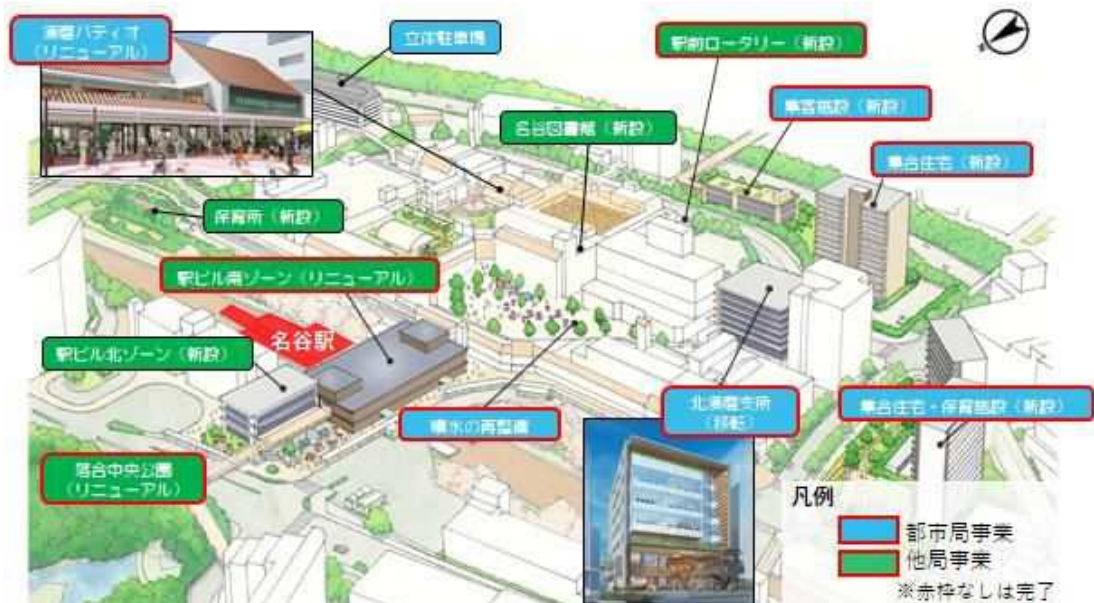 須磨パティオ
（リニューアル）
立体駐車場
駅前ロータリー（新設）
集客施設（新設）
名谷図書館（新設）
集合住宅（新設）
保育所（新設）
駅ビル南ゾーン（リニューアル）
名谷駅
駅ビル北ゾーン（新設）
噴水の再整備
北須磨支所
（移転）
集合住宅・保育施設（新設）
落合中央公園
（リニューアル）
凡例
都市局事業
他局事業
※赤枠なしは完了